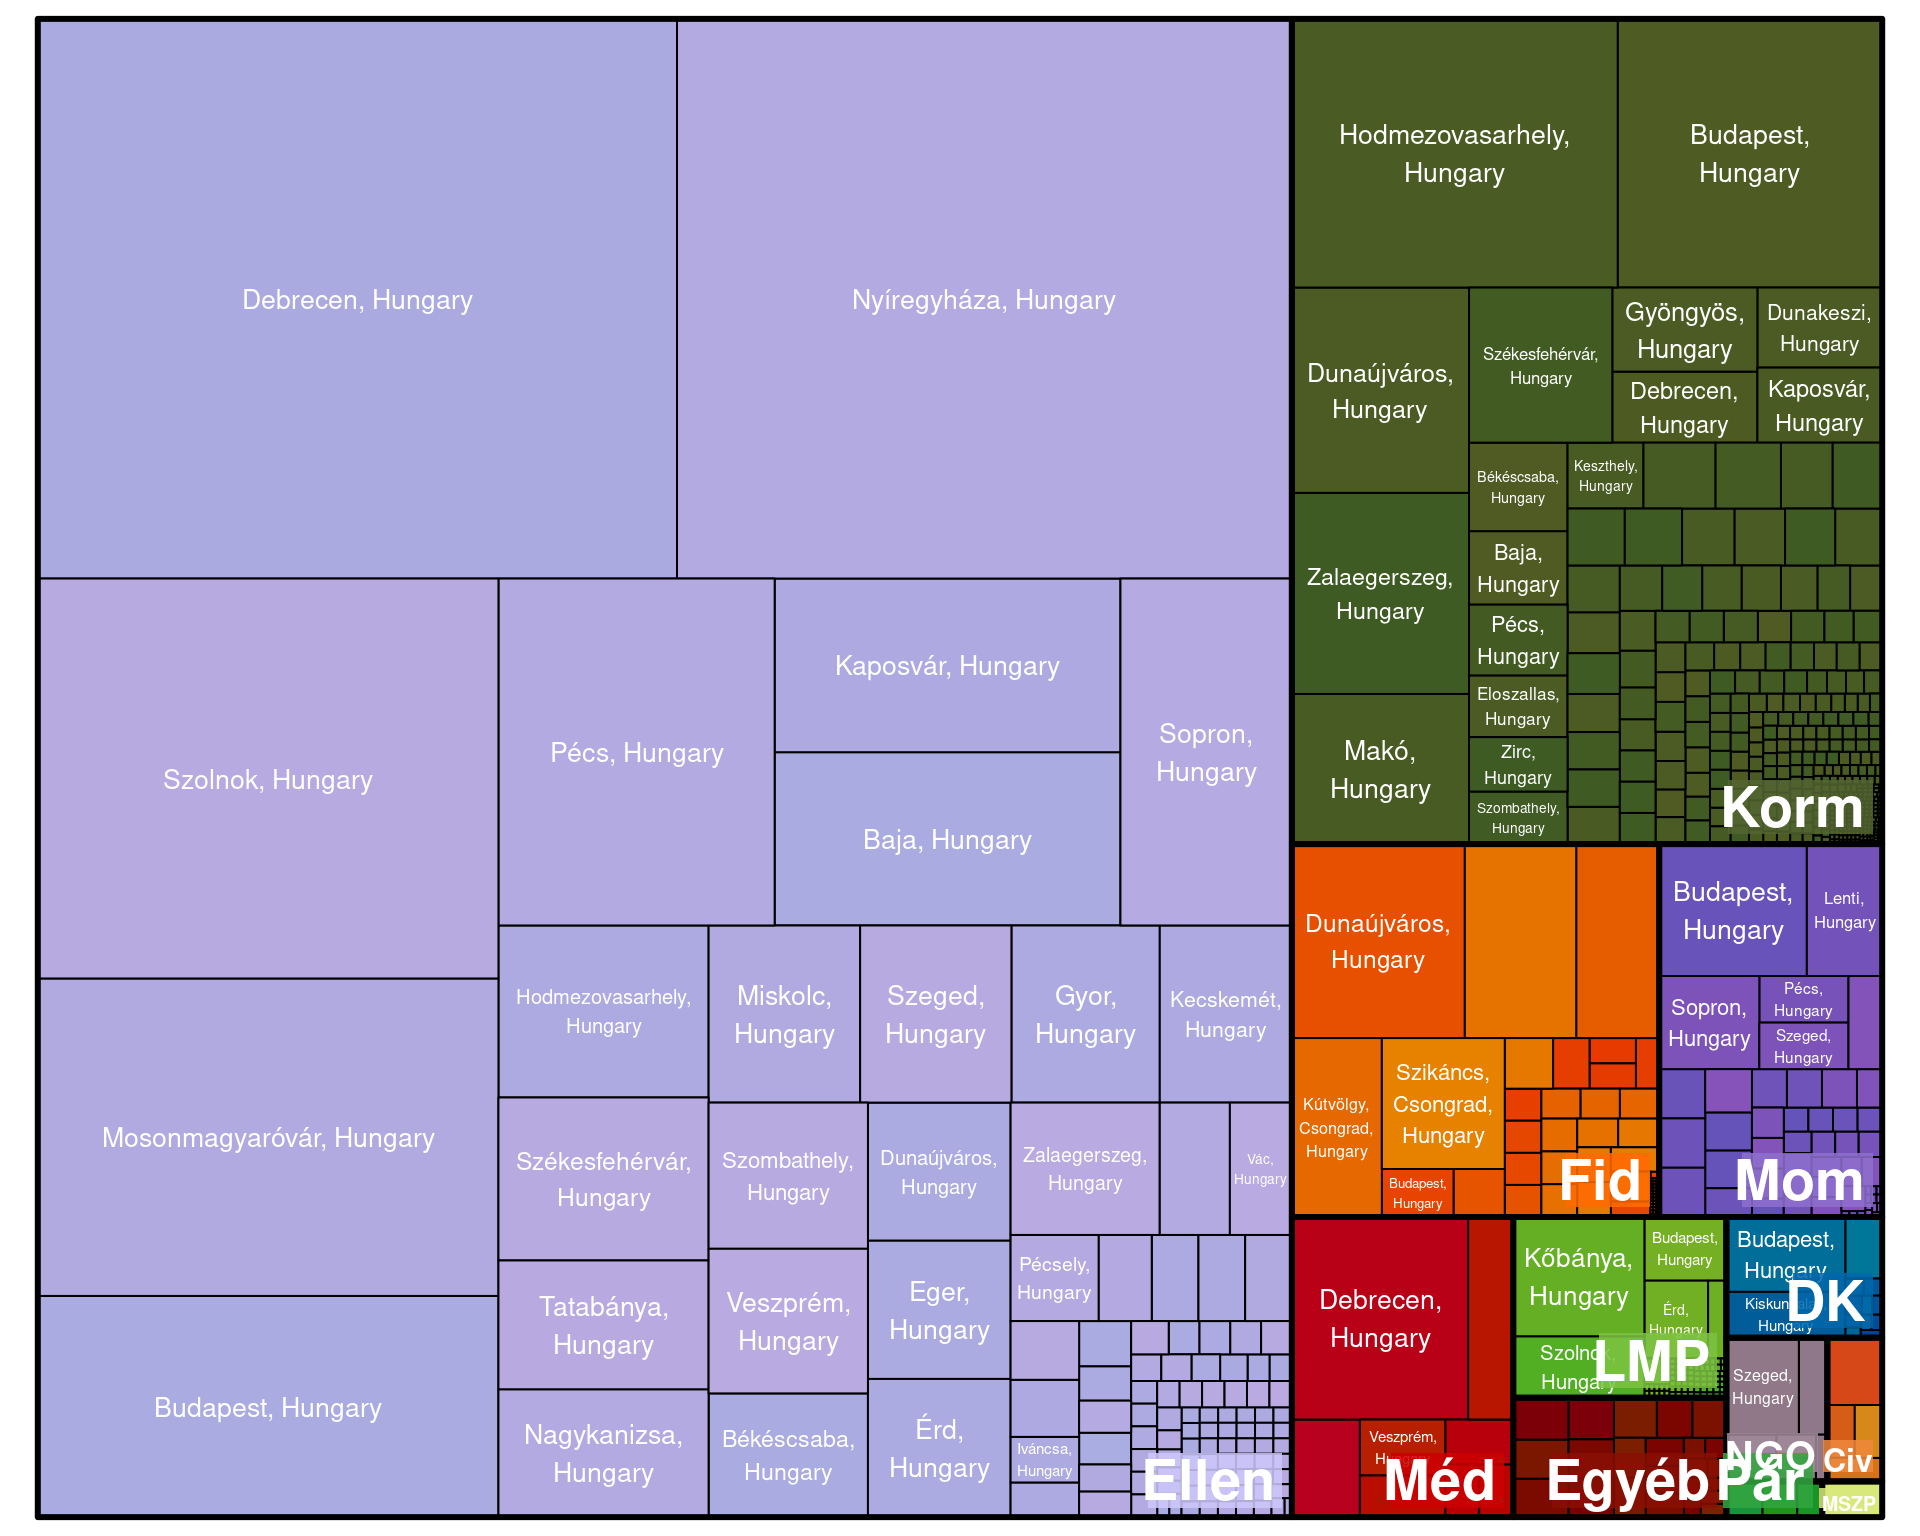 Debrecen, Hungary
Nyíregyháza, Hungary
Szolnok, Hungary
Pécs, Hungary
Kaposvár, Hungary
Baja, Hungary
Sopron,
Hungary
Mosonmagyaróvár, Hungary
Budapest, Hungary
Hodmezovasarhely,
Hungary
Miskolc,
Hungary
Szeged,
Hungary
Gyor,
Hungary
Kecskemét,
Hungary
Székesfehérvár,
Hungary
Szombathely,
Hungary
Dunaújváros,
Hungary
Zalaegerszeg,
Hungary
Vác,
Hungary
Tatabánya,
Hungary
Veszprém,
Hungary
Eger,
Hungary
Pécsely,
Hungary
Nagykanizsa,
Hungary
Békéscsaba,
Hungary
Érd,
Hungary
Iváncsa,
Hungary
Ellen
Hodmezovasarhely,
Hungary
Budapest,
Hungary
Dunaújváros,
Hungary
Székesfehérvár,
Hungary
Gyöngyös,
Hungary
Dunakeszi,
Hungary
Debrecen,
Hungary
Kaposvár,
Hungary
Békéscsaba,
Hungary
Keszthely,
Hungary
Zalaegerszeg,
Hungary
Baja,
Hungary
Pécs,
Hungary
Eloszallas,
Hungary
Makó,
Hungary
Zirc,
Hungary
Szombathely,
Hungary
Korm
Dunaújváros,
Hungary
Kútvölgy,
Csongrad,
Hungary
Szikáncs,
Csongrad,
Hungary
Budapest,
Hungary
Fid
Budapest,
Hungary
Lenti,
Hungary
Sopron,
Hungary
Pécs,
Hungary
Szeged,
Hungary
Mom
Debrecen,
Hungary
Veszprém,
Méd
Kőbánya,
Hungary
Budapest,
Hungary
Érd,
Hungary
Szolnok,
Hungary
LMP
Budapest,
Hungary
Hungary
DK
Szeged,
Hungary
NGO
Civ
Egyéb
Pár
MSZP